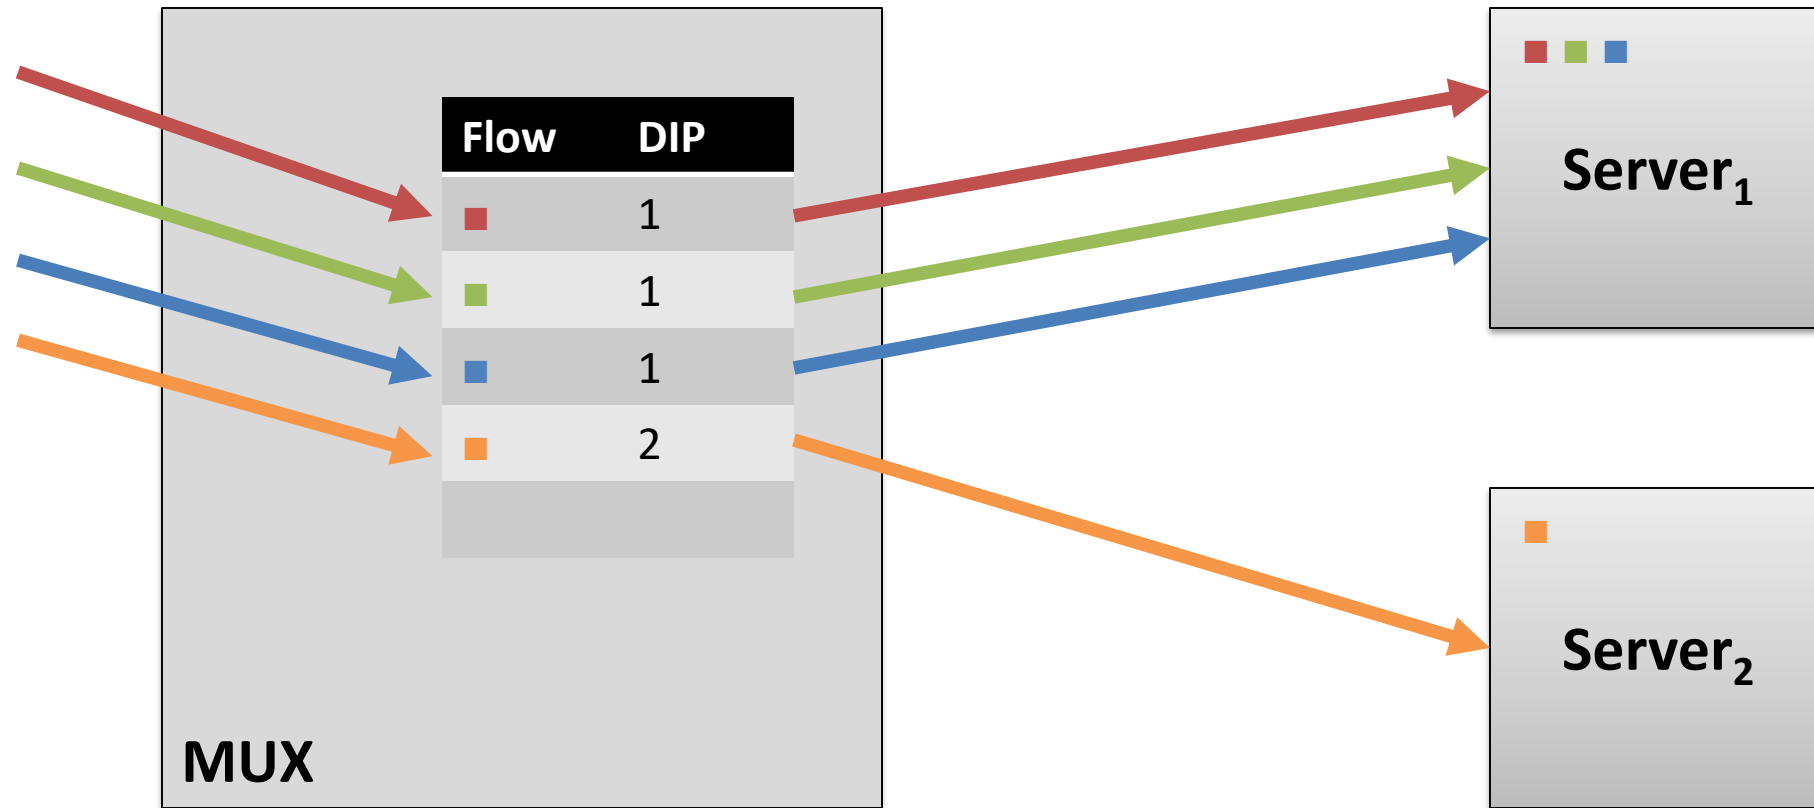 Flow DIP
1
1
1
2
MUX
Server₁
Server₂